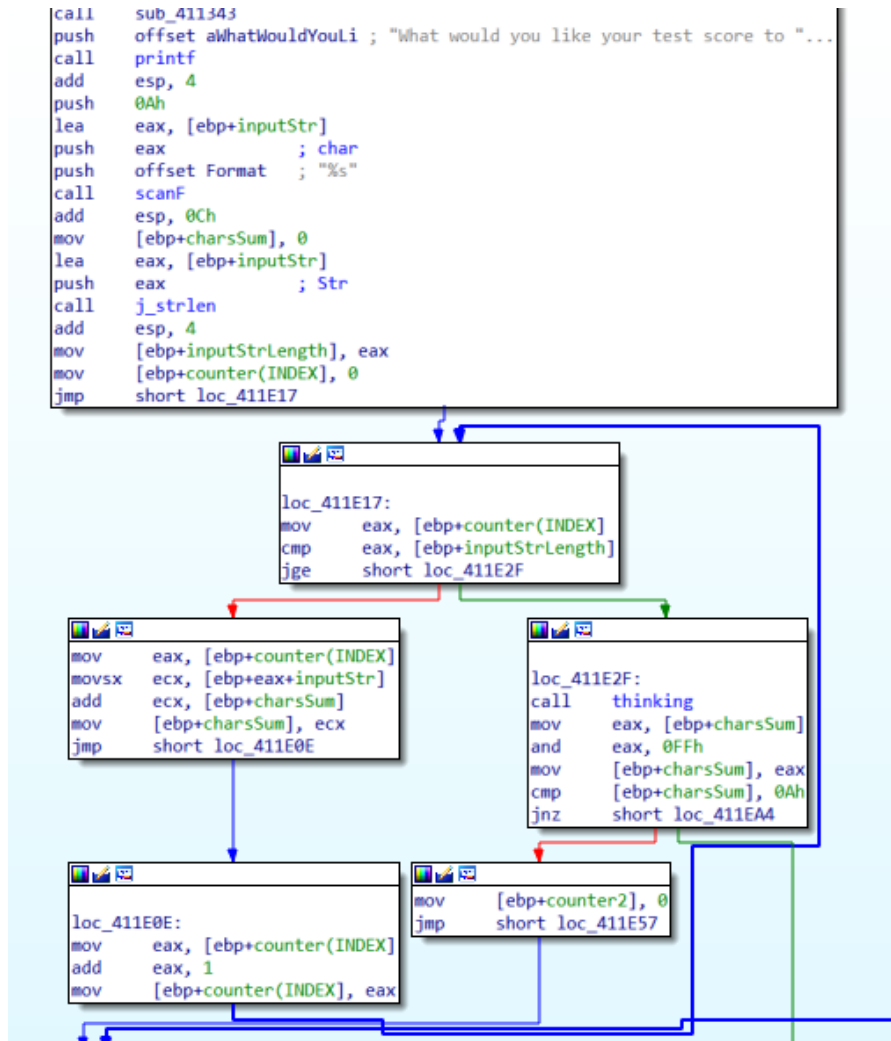 call sub_411343
push offset aWhatWouldYouLi ; "What would you like your test score to "...
call printf
add esp, 4
push 0Ah
lea eax, [ebp+inputStr]
push eax ; char
push offset Format ; "%s"
call scanF
add esp, 0Ch
mov [ebp+charsSum], 0
lea eax, [ebp+inputStr]
push eax ; Str
call j_strlen
add esp, 4
mov [ebp+inputStrLength], eax
mov [ebp+counter(INDEX], 0
jmp short loc_411E17
loc_411E17:
mov eax, [ebp+counter(INDEX]
cmp eax, [ebp+inputStrLength]
jge short loc_411E2F
mov eax, [ebp+counter(INDEX]
movsx ecx, [ebp+eax+inputStr]
add ecx, [ebp+charsSum]
mov [ebp+charsSum], ecx
jmp short loc_411E0E
loc_411E2F:
call thinking
mov eax, [ebp+charsSum]
and eax, 0FFh
mov [ebp+charsSum], eax
cmp [ebp+charsSum], 0Ah
jnz short loc_411EA4
loc_411E0E:
mov eax, [ebp+counter(INDEX]
add eax, 1
mov [ebp+counter(INDEX], eax
mov [ebp+counter2], 0
jmp short loc_411E57